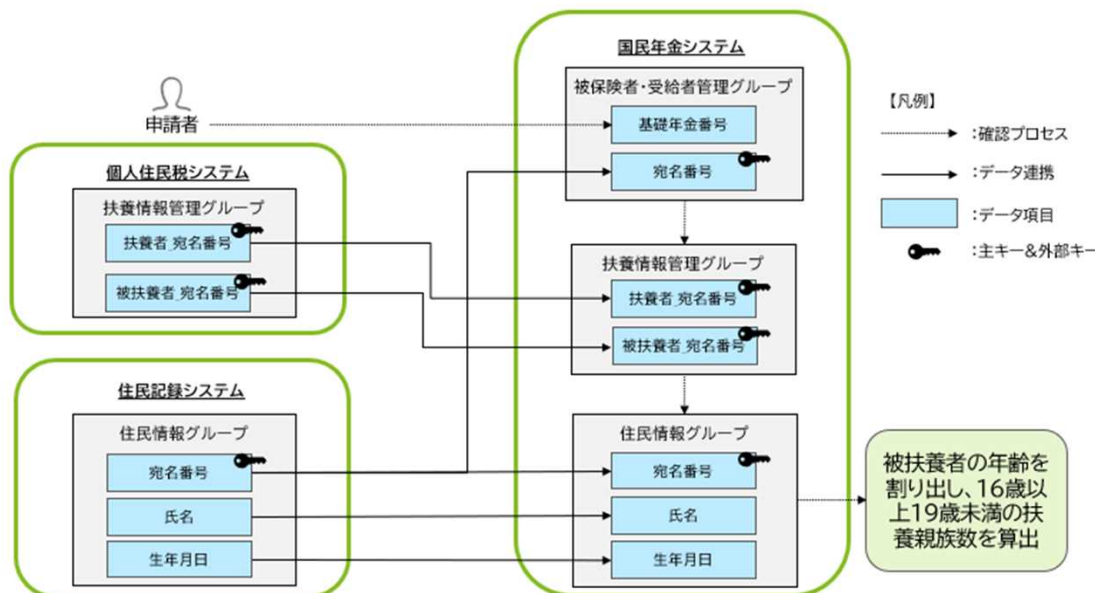 国民年金システム
被保険者・受給者管理グループ
基礎年金番号
宛名番号
申請者
個人住民税システム
扶養情報管理グループ
扶養者_宛名番号
被扶養者_宛名番号
扶養情報管理グループ
扶養者_宛名番号
被扶養者_宛名番号
住民記録システム
住民情報グループ
宛名番号
氏名
生年月日
住民情報グループ
宛名番号
氏名
生年月日
【凡例】
:確認プロセス
:データ連携
:データ項目
:主キー&外部キー
被扶養者の年齢を
割り出し、16歳以
上19歳未満の扶
養親族数を算出